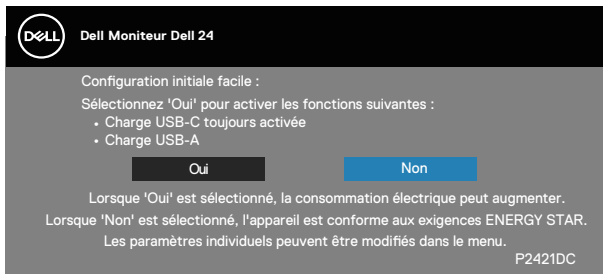 DELL Dell Moniteur Dell 24
Configuration initiale facile :
Sélectionnez 'Oui' pour activer les fonctions suivantes :
• Charge USB-C toujours activée
• Charge USB-A
Oui Non
Lorsque 'Oui' est sélectionné, la consommation électrique peut augmenter.
Lorsque 'Non' est sélectionné, l'appareil est conforme aux exigences ENERGY STAR.
Les paramètres individuels peuvent être modifiés dans le menu.
P2421DC